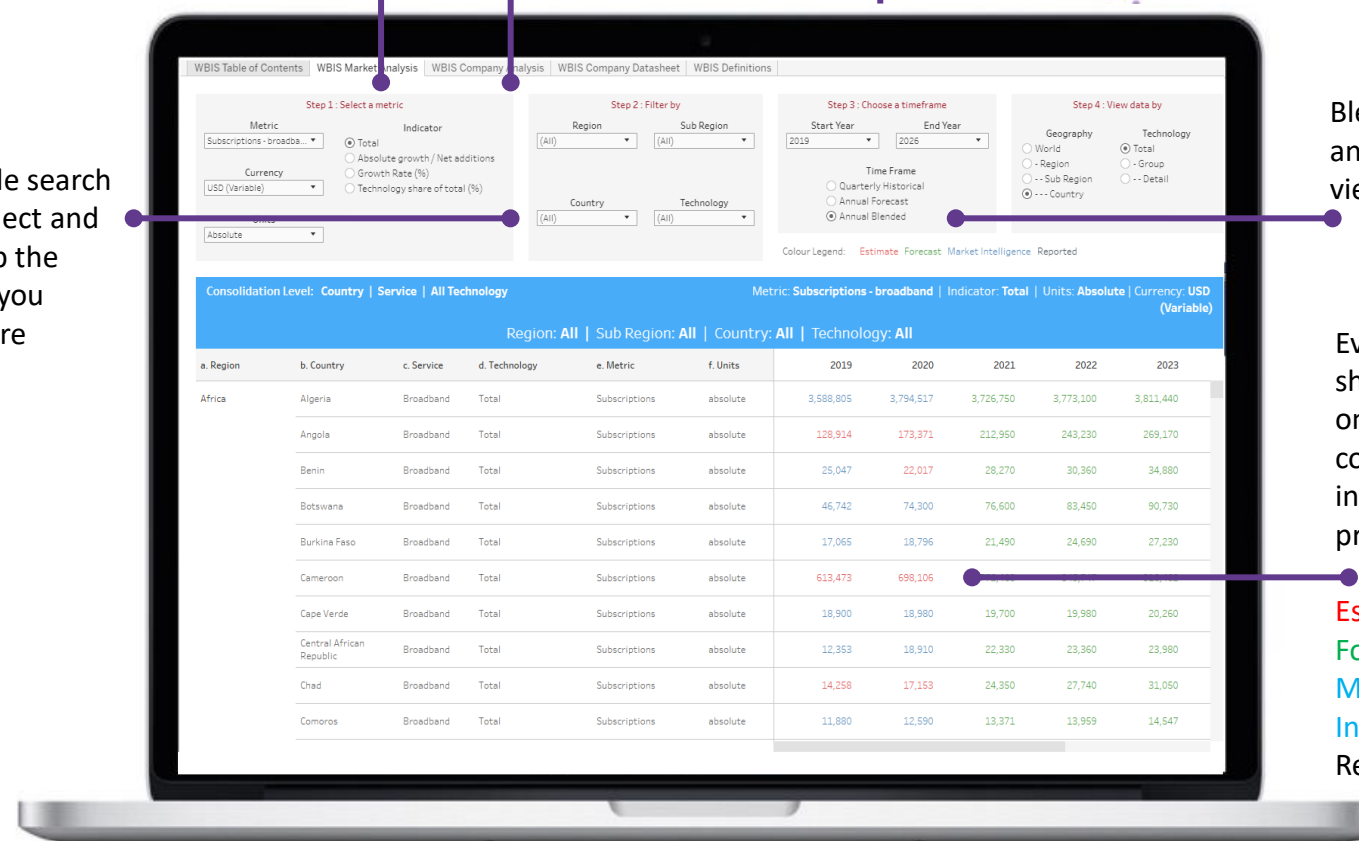 WBIS Table of Contents WBIS Market Analysis WBIS Company Analysis WBIS Company Datasheet WBIS Definitions
Step 1 : Select a metric
Metric
Subscriptions - broadba...
Currency
USD (Variable)
Units
Absolute
Indicator
Total
Absolute growth / Net additions
Growth Rate (%)
Technology share of total (%)
Step 2 : Filter by
Region Sub Region
(All) (All)
Country Technology
(All) (All)
Step 3 : Choose a timeframe
Start Year End Year
2019 2026
Time Frame
Quarterly Historical
Annual Forecast
Annual Blended
Step 4 : View data by
Geography
World
- Region
- - Sub Region
- - - Country
Technology
Total
- Group
- - Detail
Colour Legend: Estimate Forecast Market Intelligence Reported
Consolidation Level: Country | Service | All Technology
Metric: Subscriptions - broadband | Indicator: Total | Units: Absolute | Currency: USD
(Variable)
Region: All | Sub Region: All | Country: All | Technology: All
a. Region b. Country c. Service d. Technology e. Metric f. Units 2019 2020 2021 2022 2023
Africa Algeria Broadband Total Subscriptions absolute 3,588,805 3,794,517 3,726,750 3,773,100 3,811,440
Angola Broadband Total Subscriptions absolute 128,914 173,371 212,950 243,230 269,170
Benin Broadband Total Subscriptions absolute 25,047 22,017 28,270 30,360 34,880
Botswana Broadband Total Subscriptions absolute 46,742 74,300 76,600 83,450 90,730
Burkina Faso Broadband Total Subscriptions absolute 17,065 18,796 21,490 24,690 27,230
Cameroon Broadband Total Subscriptions absolute 613,473 698,106
Cape Verde Broadband Total Subscriptions absolute 18,900 18,980 19,700 19,980 20,260
Central African
Republic Broadband Total Subscriptions absolute 12,353 18,910 22,330 23,360 23,980
Chad Broadband Total Subscriptions absolute 14,258 17,153 24,350 27,740 31,050
Comoros Broadband Total Subscriptions absolute 11,880 12,590 13,371 13,959 14,547
le search
ect and
the
you
re
Ble
an
vie
Ev
sh
on
co
in
pr
Es
Fo
M
In
Re